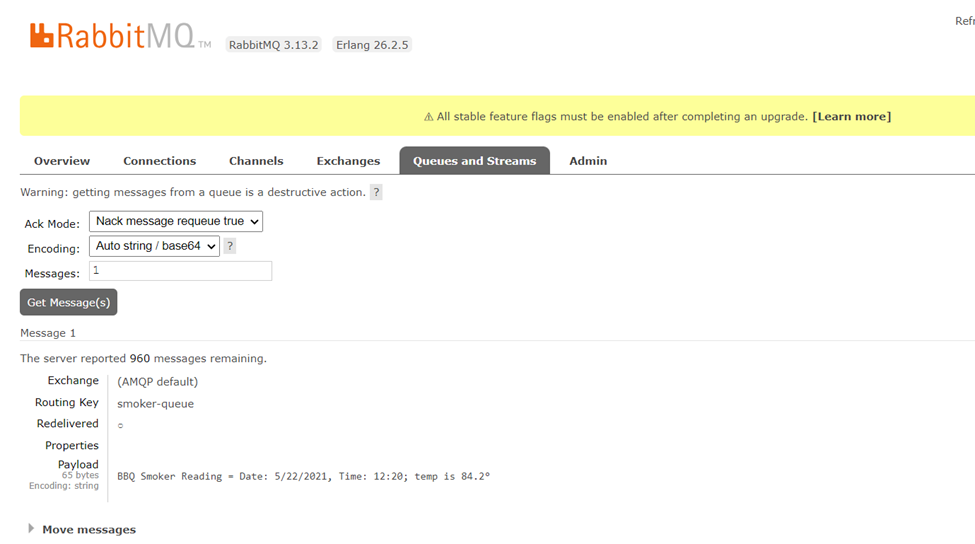 Refr
RabbitMQ TM RabbitMQ 3.13.2 Erlang 26.2.5
⚠ All stable feature flags must be enabled after completing an upgrade. [Learn more]
Overview Connections Channels Exchanges Queues and Streams Admin
Warning: getting messages from a queue is a destructive action. ?
Ack Mode: Nack message requeue true
Encoding: Auto string / base64 ?
Messages: 1
Get Message(s)
Message 1
The server reported 960 messages remaining.
Exchange (AMQP default)
Routing Key smoker-queue
Redelivered ○
Properties
Payload
65 bytes
Encoding: string
BBQ Smoker Reading = Date: 5/22/2021, Time: 12:20; temp is 84.2°
Move messages